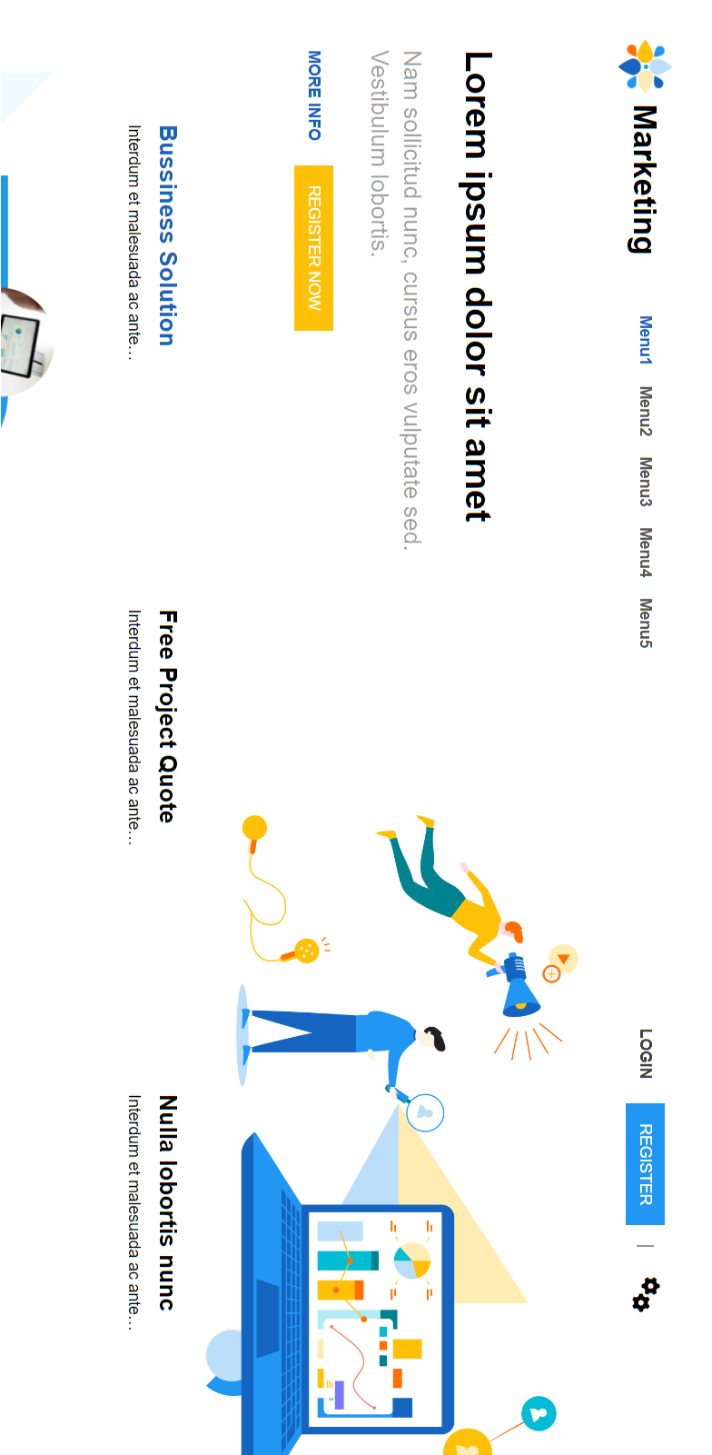 Marketing
Menu1 Menu2 Menu3 Menu4 Menu5
LOGIN
REGISTER
|
Lorem ipsum dolor sit amet
Nam sollicitud nunc, cursus eros vulputate sed.
Vestibulum lobortis.
MORE INFO
REGISTER NOW
Bussiness Solution
Interdum et malesuada ac ante...
Free Project Quote
Interdum et malesuada ac ante...
Nulla lobortis nunc
Interdum et malesuada ac ante...